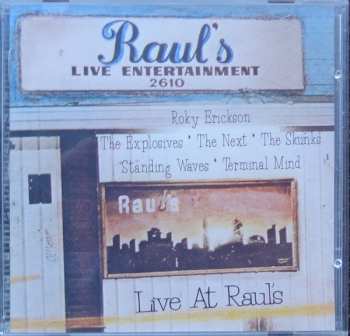 Raul's
LIVE ENTERTAINMENT
2610
Roky Erickson
The Explosives * The Next * The Skunks
Standing Waves * Terminal Mind
Raul's
Live At Raul's